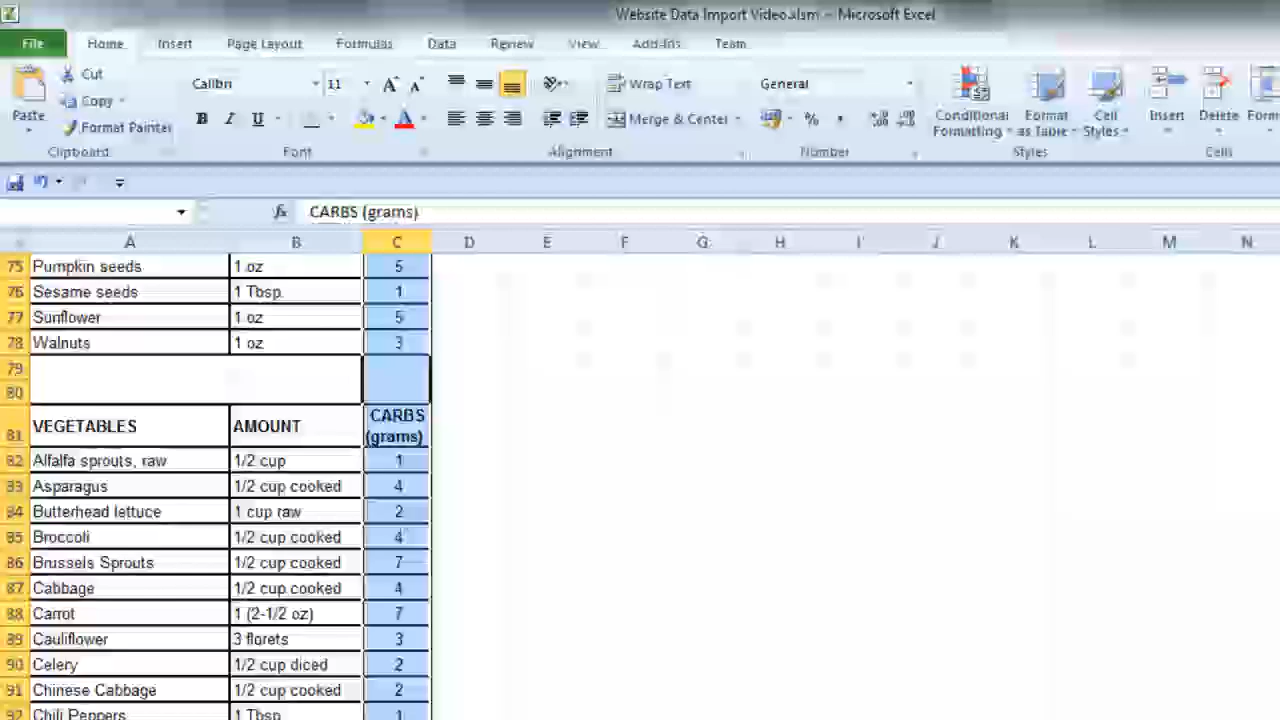 Website Data Import Video.xlsm - Microsoft Excel
File Home Insert Page Layout Formulas Data Review View Add-Ins Team
Paste
Cut
Copy
Format Painter
Clipboard
Calibri 11 A A
B I U A
Font
Wrap Text
Merge & Center
Alignment
General
%
Number
Conditional Formatting
Format as Table
Cell Styles
Styles
Insert
Delete
Cells
fx CARBS (grams)
A B C D E F G H I J K L M N
75 Pumpkin seeds 1 oz 5
76 Sesame seeds 1 Tbsp. 1
77 Sunflower 1 oz 5
78 Walnuts 1 oz 3
79
80
81 VEGETABLES AMOUNT CARBS (grams)
82 Alfalfa sprouts, raw 1/2 cup 1
83 Asparagus 1/2 cup cooked 4
84 Butterhead lettuce 1 cup raw 2
85 Broccoli 1/2 cup cooked 4
86 Brussels Sprouts 1/2 cup cooked 7
87 Cabbage 1/2 cup cooked 4
88 Carrot 1 (2-1/2 oz) 7
89 Cauliflower 3 florets 3
90 Celery 1/2 cup diced 2
91 Chinese Cabbage 1/2 cup cooked 2
92 Chili Peppers 1 Tbsp 1